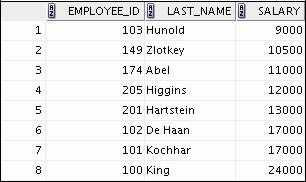 EMPLOYEE_ID LAST_NAME SALARY
1 103 Hunold 9000
2 149 Zlotkey 10500
3 174 Abel 11000
4 205 Higgins 12000
5 201 Hartstein 13000
6 102 De Haan 17000
7 101 Kochhar 17000
8 100 King 24000